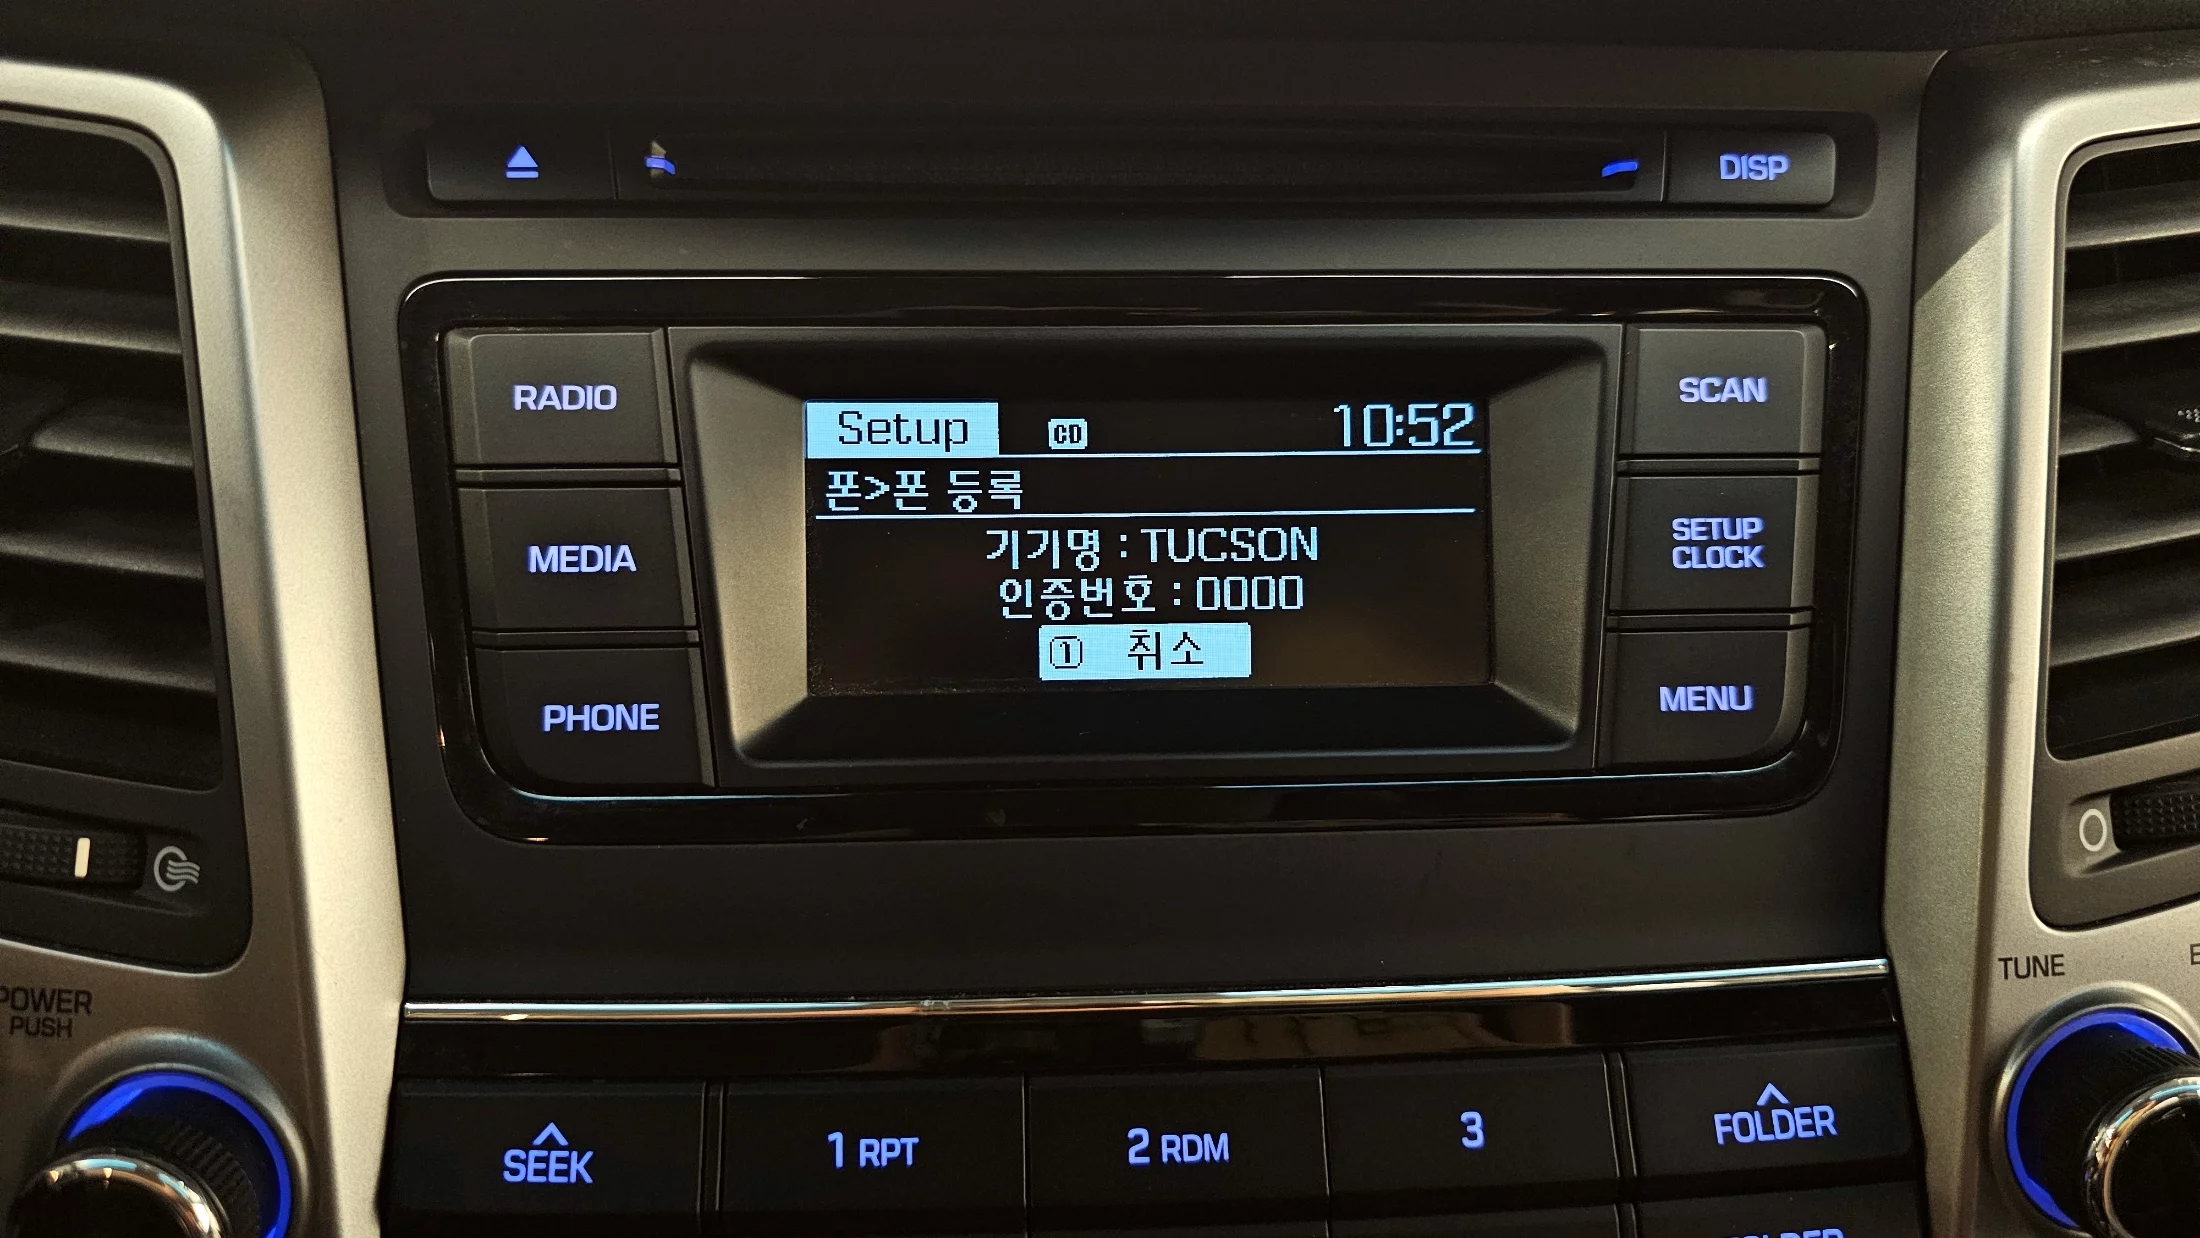 DISP
RADIO
MEDIA
PHONE
Setup CD 10:52
폰>폰 등록
기기명 : TUCSON
인증번호 : 0000
1 취소
SCAN
SETUP
CLOCK
MENU
POWER
PUSH
TUNE
SEEK
1 RPT
2 RDM
3
FOLDER